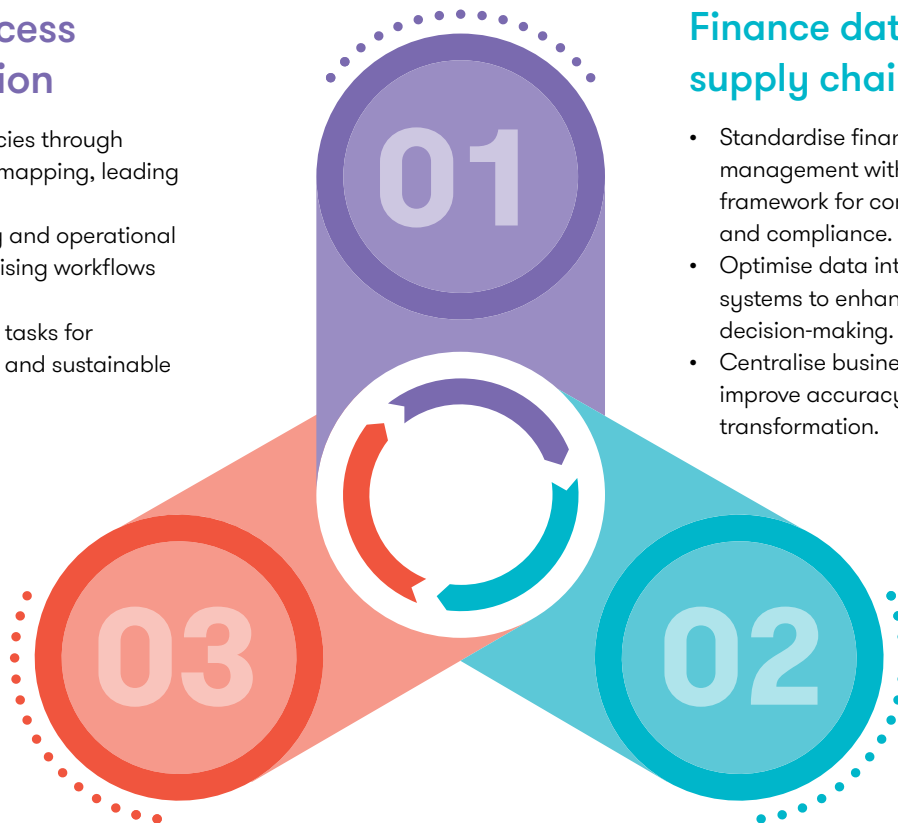 cess
ion
cies through
mapping, leading
g and operational
ising workflows
tasks for
and sustainable
01
Finance dat
supply chai
• Standardise finan
management with
framework for con
and compliance.
• Optimise data int
systems to enhan
decision-making.
• Centralise busine
improve accuracy
transformation.
03
02